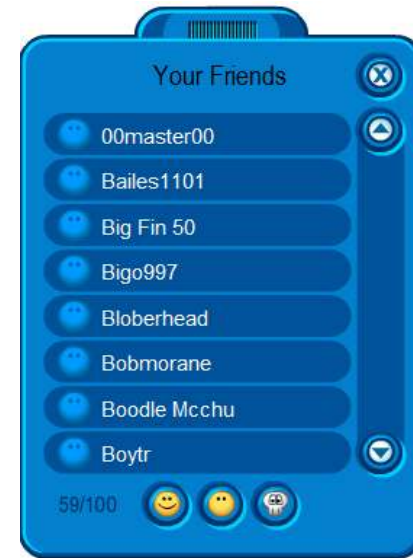 Your Friends
X
00master00
Bailes1101
Big Fin 50
Bigo997
Bloberhead
Bobmorane
Boodle Mcchu
Boytr
59/100